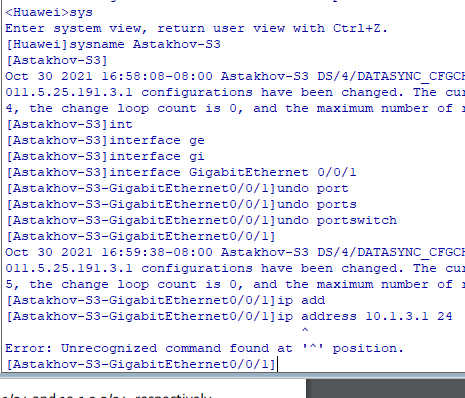 <Huawei>sys
Enter system view, return user view with Ctrl+Z.
[Huawei]sysname Astakhov-S3
[Astakhov-S3]
Oct 30 2021 16:58:08-08:00 Astakhov-S3 DS/4/DATASYNC_CFGCH
011.5.25.191.3.1 configurations have been changed. The cur
4, the change loop count is 0, and the maximum number of r
[Astakhov-S3]int
[Astakhov-S3]interface ge
[Astakhov-S3]interface gi
[Astakhov-S3]interface GigabitEthernet 0/0/1
[Astakhov-S3-GigabitEthernet0/0/1]undo port
[Astakhov-S3-GigabitEthernet0/0/1]undo ports
[Astakhov-S3-GigabitEthernet0/0/1]undo portswitch
[Astakhov-S3-GigabitEthernet0/0/1]
Oct 30 2021 16:59:38-08:00 Astakhov-S3 DS/4/DATASYNC_CFGCH
011.5.25.191.3.1 configurations have been changed. The cur
5, the change loop count is 0, and the maximum number of r
[Astakhov-S3-GigabitEthernet0/0/1]ip add
[Astakhov-S3-GigabitEthernet0/0/1]ip address 10.1.3.1 24
^
Error: Unrecognized command found at '^' position.
[Astakhov-S3-GigabitEthernet0/0/1]
respectively